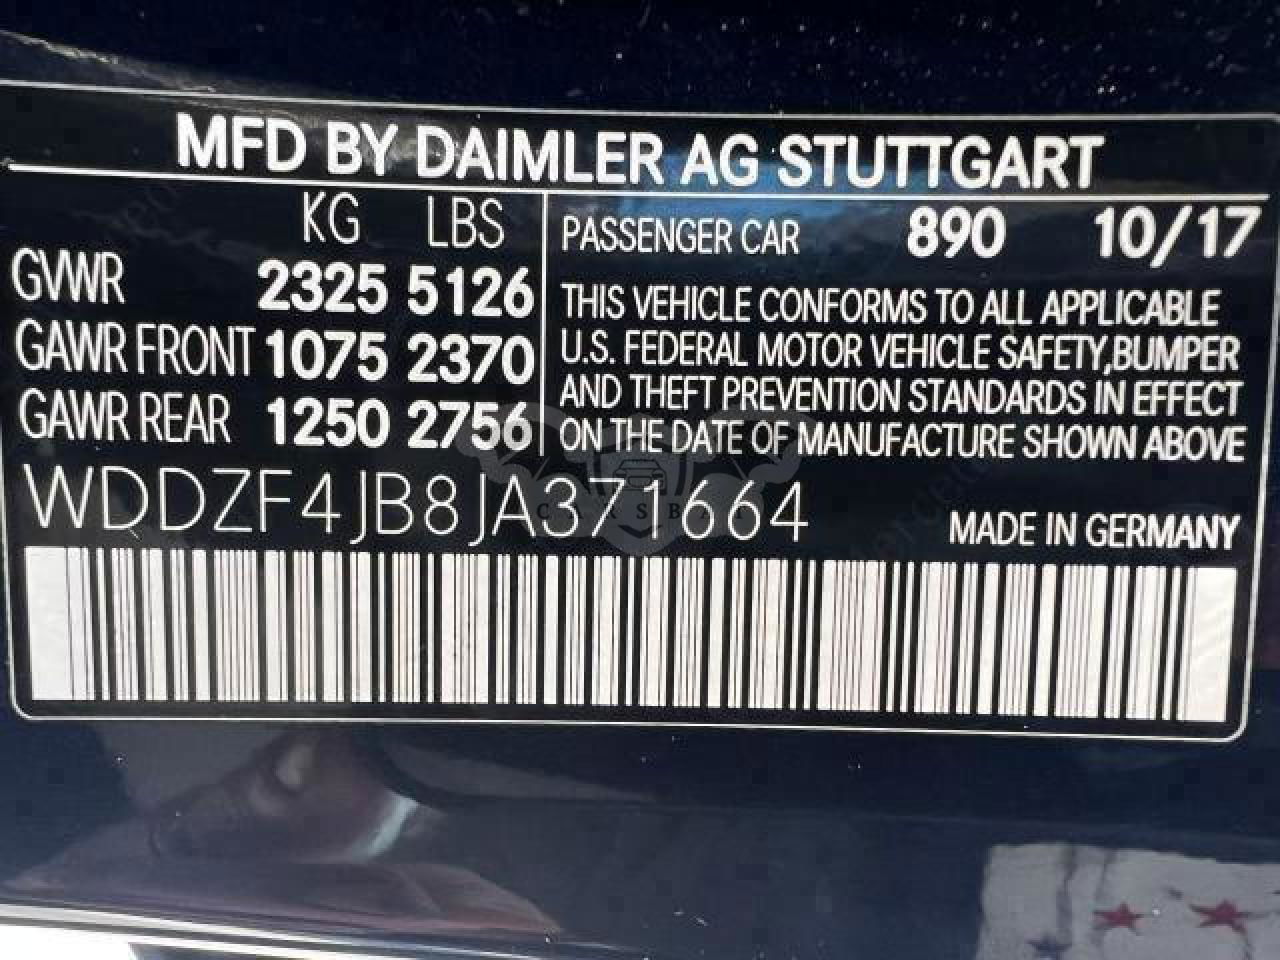 MFD BY DAIMLER AG STUTTGART
KG LBS
GVWR 2325 5126
GAWR FRONT 1075 2370
GAWR REAR 1250 2756
PASSENGER CAR 890 10/17
THIS VEHICLE CONFORMS TO ALL APPLICABLE
U.S. FEDERAL MOTOR VEHICLE SAFETY,BUMPER
AND THEFT PREVENTION STANDARDS IN EFFECT
ON THE DATE OF MANUFACTURE SHOWN ABOVE
WDDZF4JB8JA371664
MADE IN GERMANY